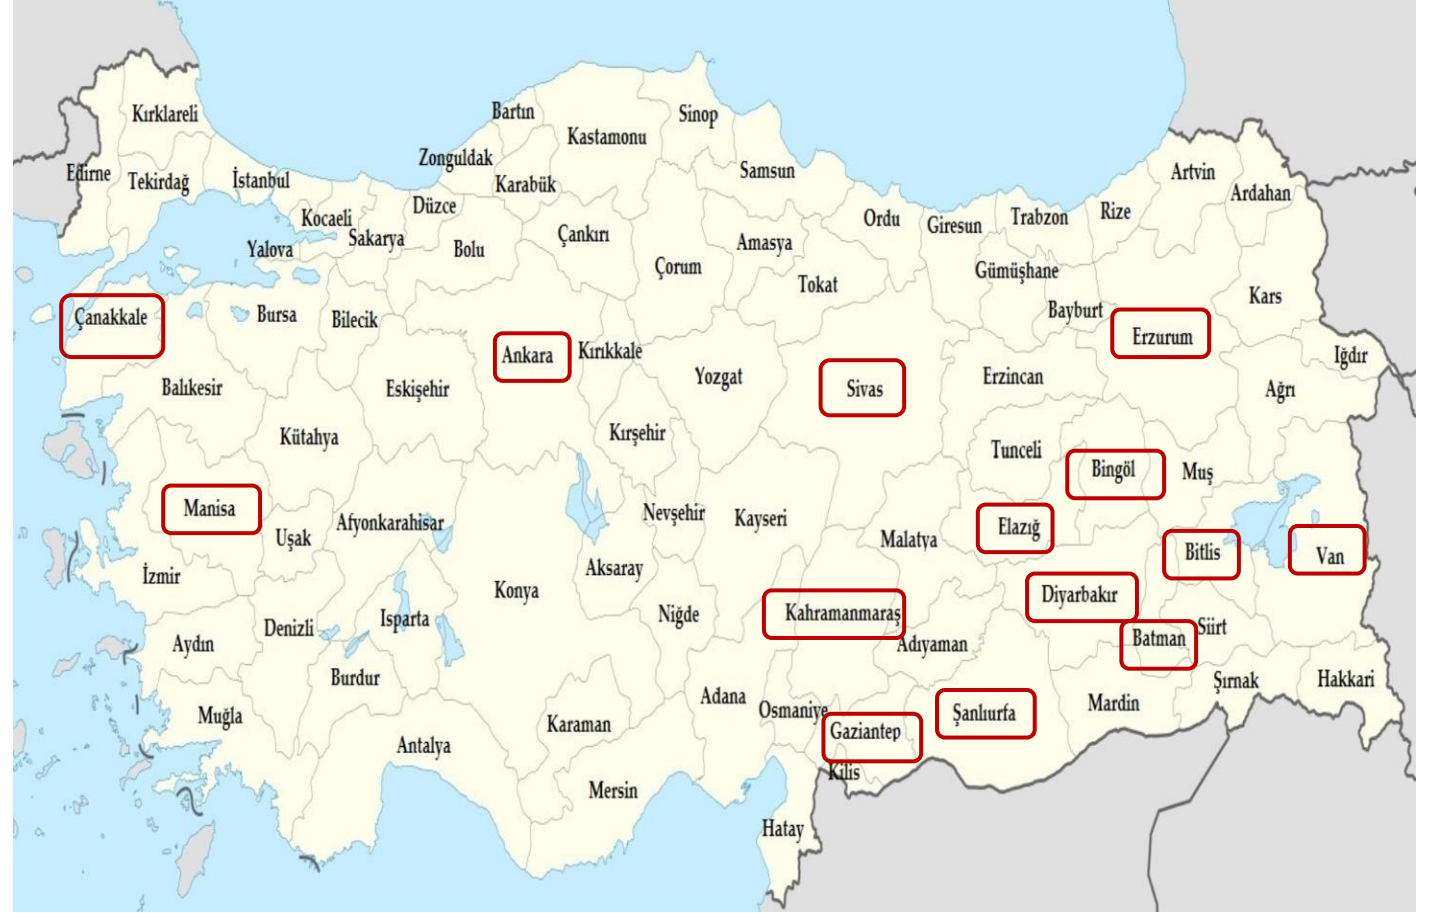 Kırklareli
Edirne
Tekirdağ
İstanbul
Kocaeli
Yalova
Sakarya
Düzce
Zonguldak
Bartın
Karabük
Kastamonu
Sinop
Samsun
Bolu
Çankırı
Çorum
Amasya
Tokat
Ordu
Giresun
Trabzon
Rize
Artvin
Ardahan
Gümüşhane
Bayburt
Kars
Iğdır
Çanakkale
Bursa
Bilecik
Balıkesir
Eskişehir
Ankara
Kırıkkale
Yozgat
Sivas
Erzincan
Erzurum
Ağrı
Kütahya
Kırşehir
Tunceli
Bingöl
Muş
Manisa
Uşak
Afyonkarahisar
Nevşehir
Kayseri
Malatya
Elazığ
Bitlis
Van
İzmir
Aksaray
Konya
Niğde
Kahramanmaraş
Adıyaman
Diyarbakır
Batman
Siirt
Aydın
Denizli
Isparta
Burdur
Muğla
Antalya
Karaman
Mersin
Adana
Osmaniye
Gaziantep
Kilis
Şanlıurfa
Mardin
Şırnak
Hakkari
Hatay